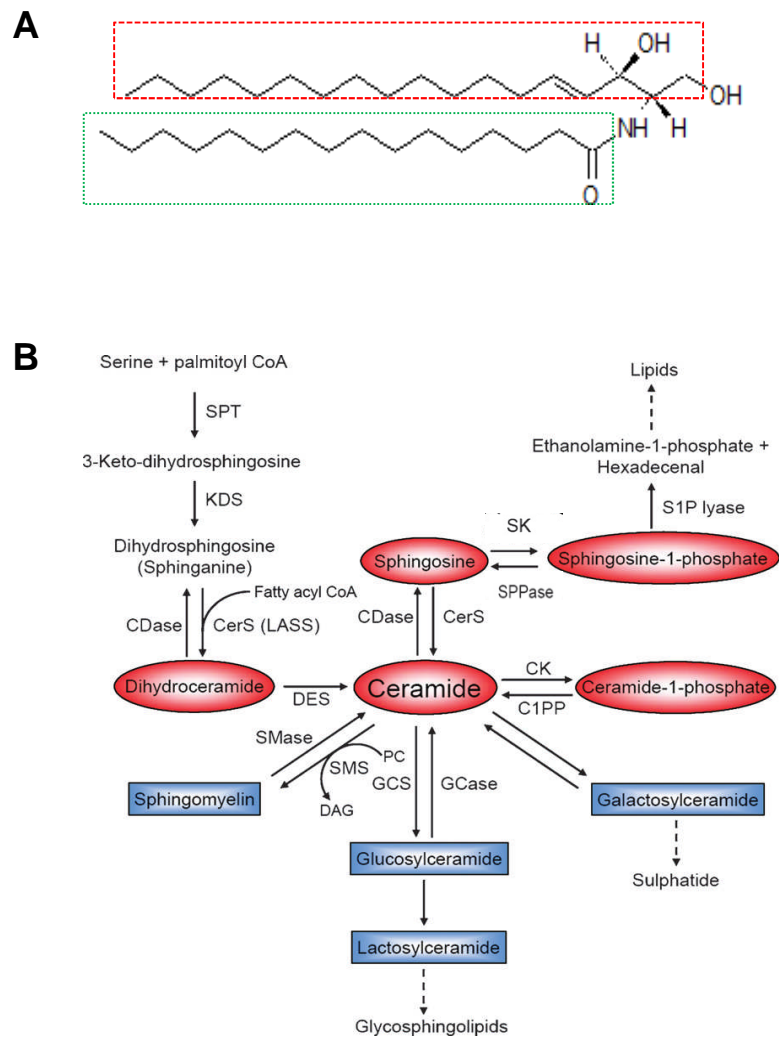 A
H
OH
OH
NH
H
O
B
Serine + palmitoyl CoA
SPT
3-Keto-dihydrosphingosine
KDS
Dihydrosphingosine
(Sphinganine)
Fatty acyl CoA
CDase
CerS (LASS)
Dihydroceramide
DES
Ceramide
Lipids
Ethanolamine-1-phosphate +
Hexadecenal
S1P lyase
Sphingosine
SK
SPPase
Sphingosine-1-phosphate
CDase
CerS
CK
C1PP
Ceramide-1-phosphate
SMase
SMS
PC
DAG
GCS
GCase
Sphingomyelin
Galactosylceramide
Sulphatide
Glucosylceramide
Lactosylceramide
Glycosphingolipids